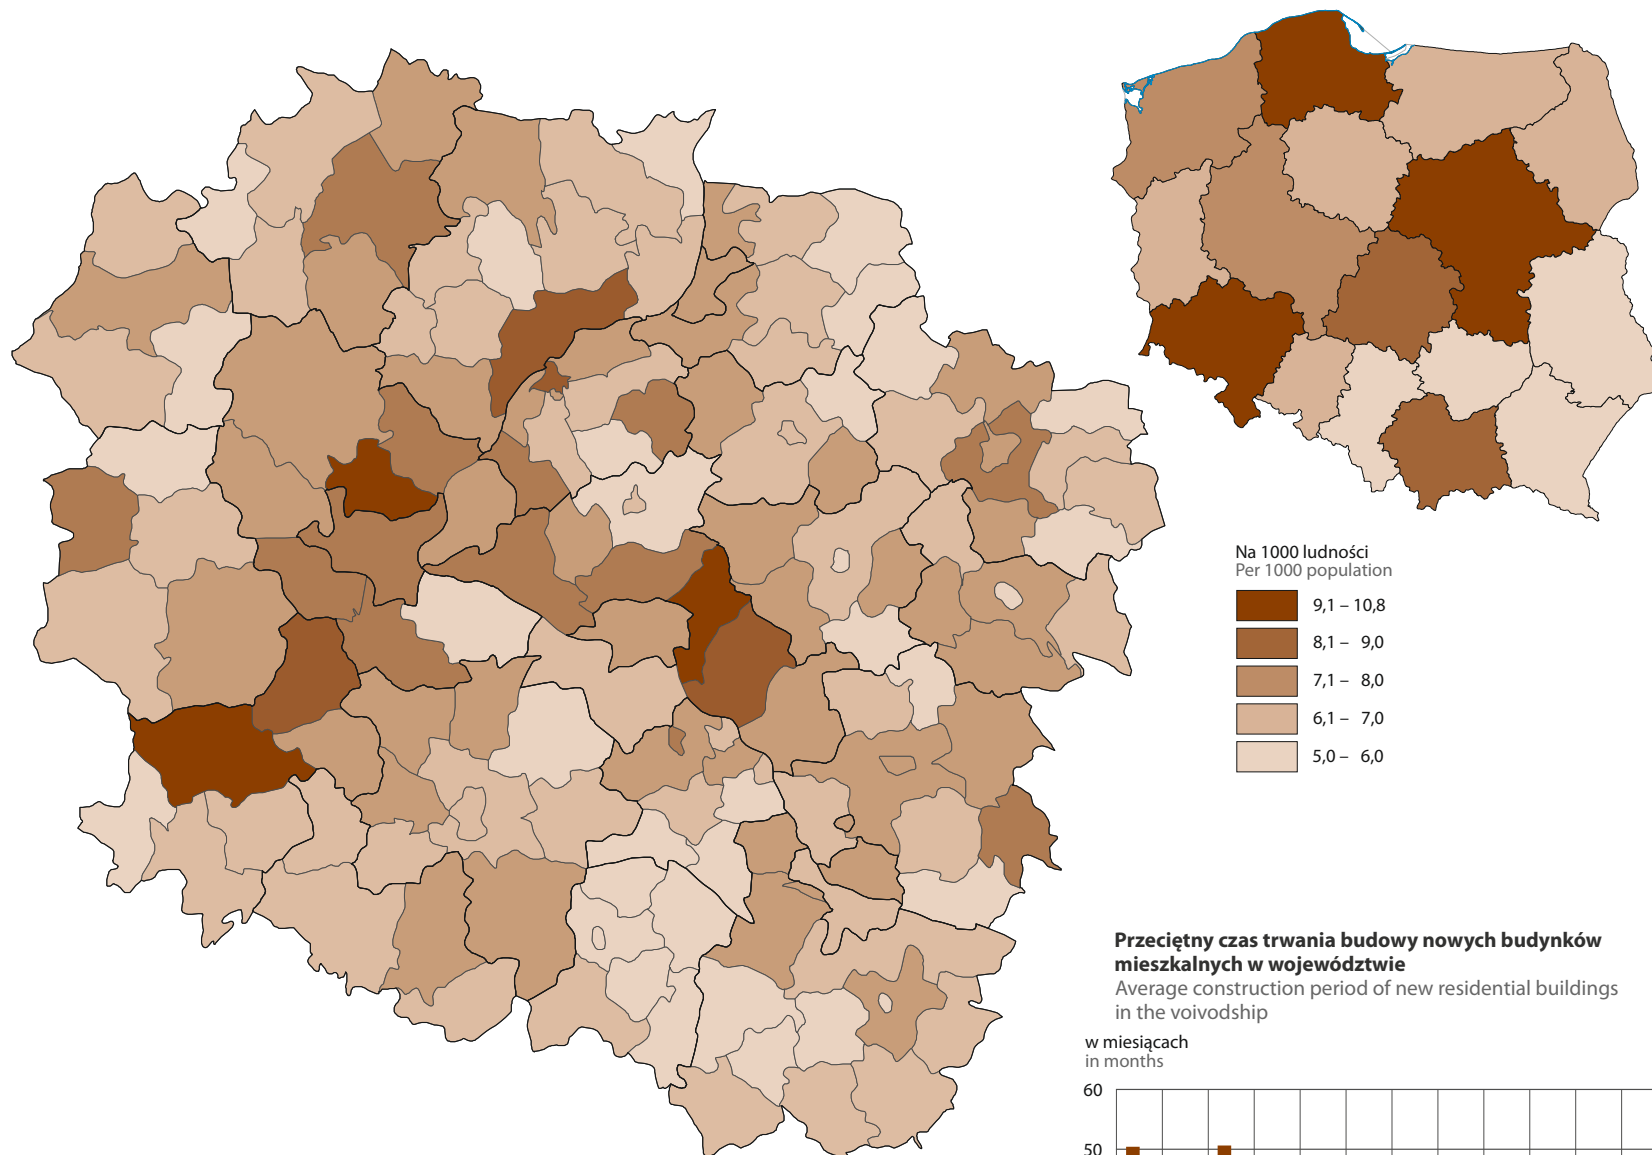 Na 1000 ludności
Per 1000 population
9,1 – 10,8
8,1 – 9,0
7,1 – 8,0
6,1 – 7,0
5,0 – 6,0
Przeciętny czas trwania budowy nowych budynków
mieszkalnych w województwie
Average construction period of new residential buildings
in the voivodship
w miesiącach
in months
60
50